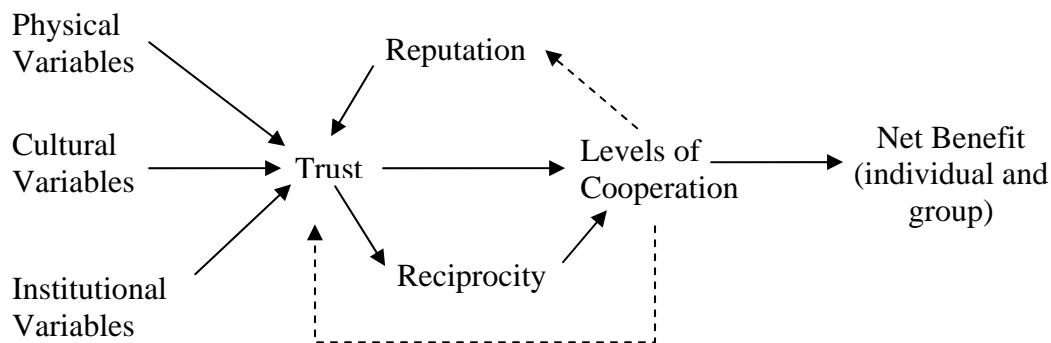 Physical
Variables
Reputation
Cultural
Variables
Trust
Levels of
Cooperation
Net Benefit
(individual and
group)
Reciprocity
Institutional
Variables